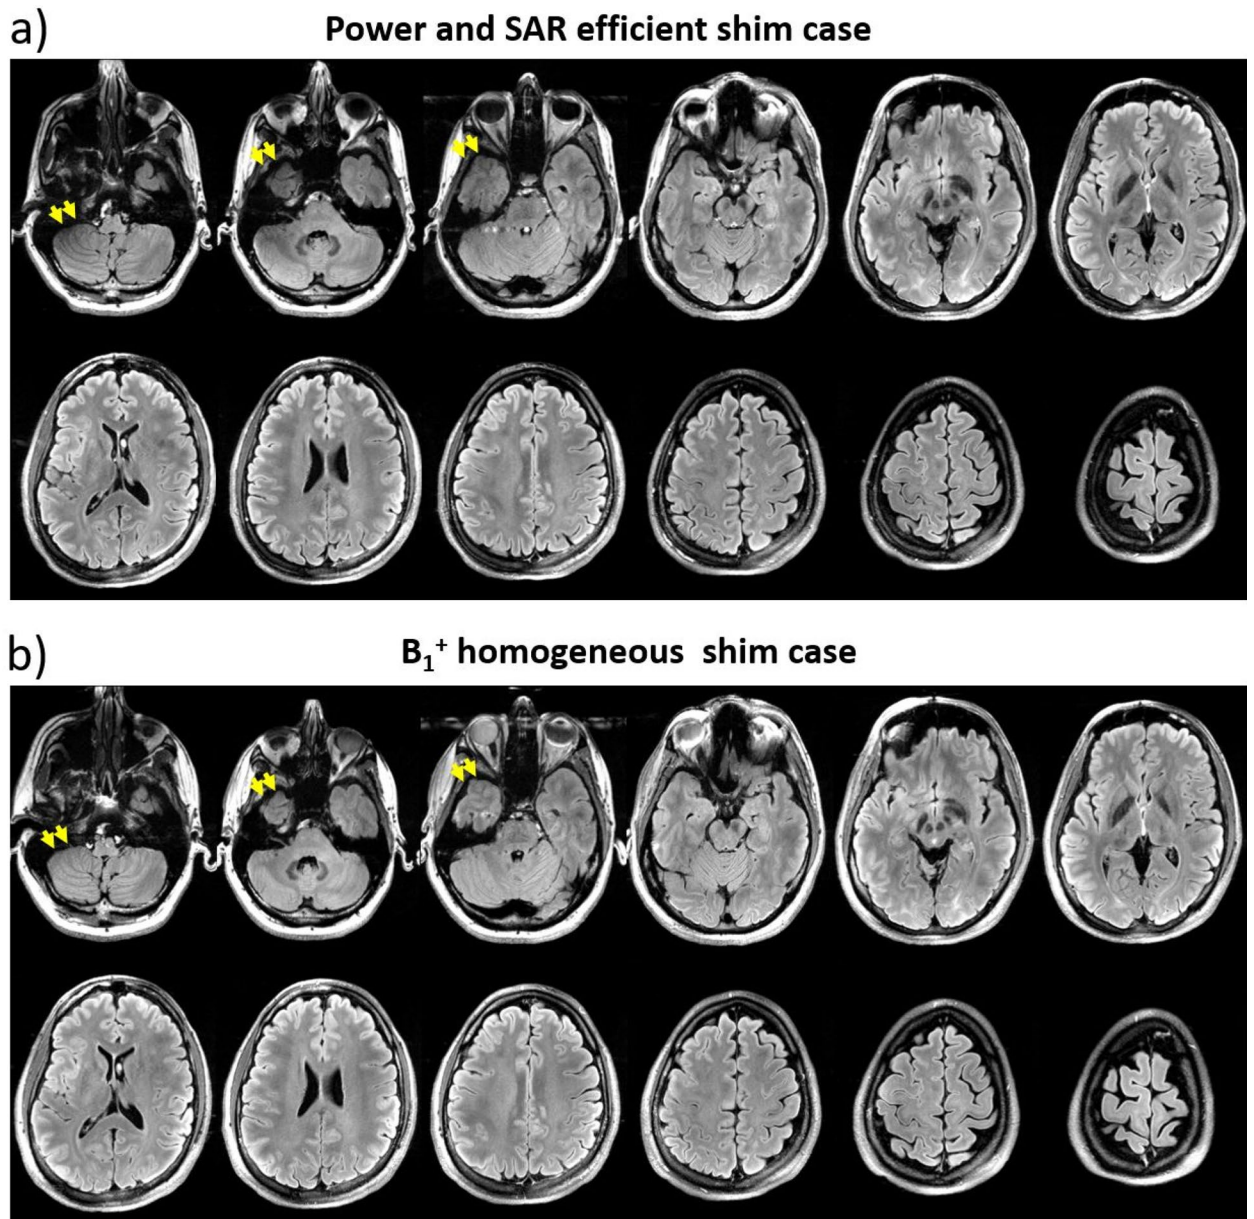 a)
Power and SAR efficient shim case
b)
B₁⁺ homogeneous shim case